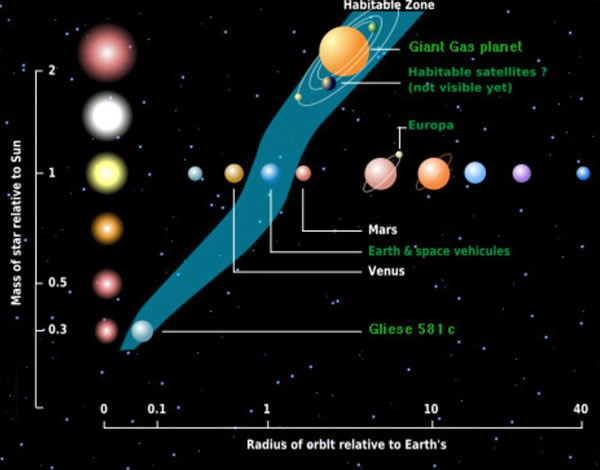 Habitable Zone
Giant Gas planet
Habitable satellites ?
(not visible yet)
Europa
2
1
0.5
0.3
Mass of star relative to Sun
Mars
Earth & space vehicules
Venus
Gliese 581 c
0
0.1
1
10
40
Radius of orbit relative to Earth's